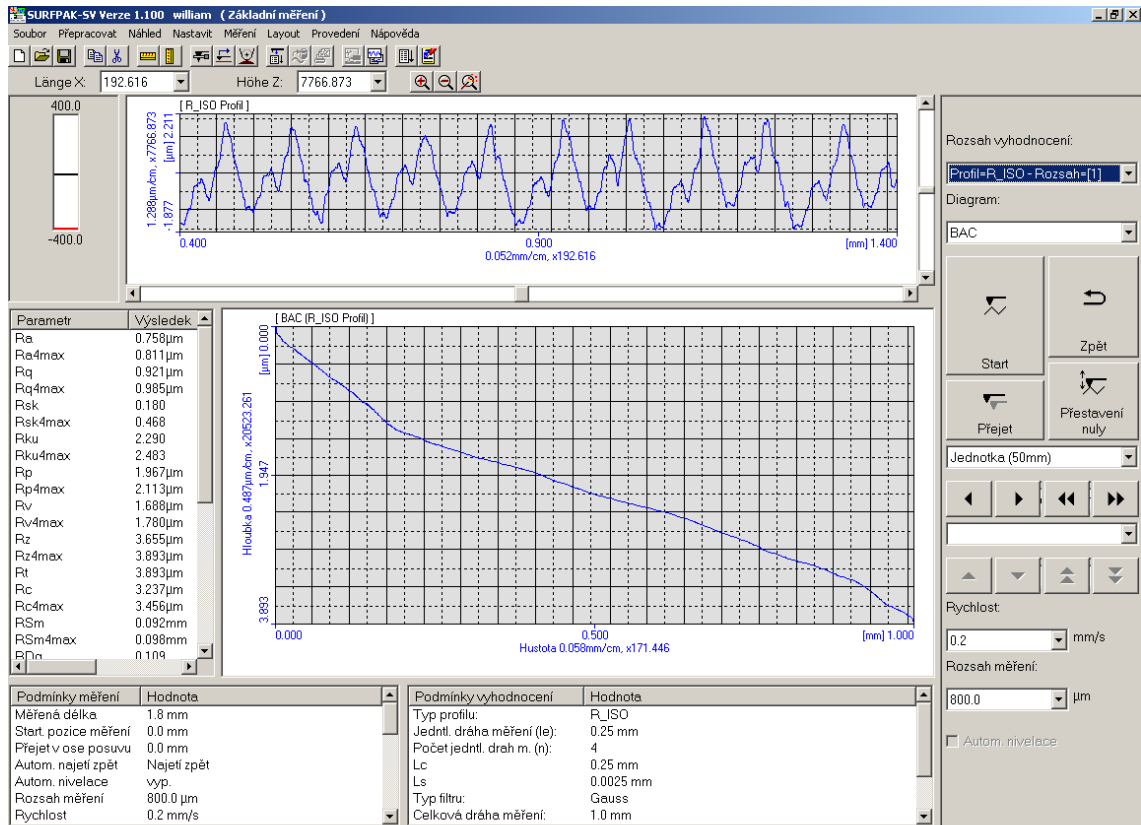 SURFPAK-SV Verze 1.100 william ( Základní měření )
Soubor Přepracovat Náhled Nastavit Měření Layout Provedení Nápověda
Länge X: 192.616 Höhe Z: 7766.873
400.0
-400.0
[ R_ISO Profil ]
1.288µm/cm, x7766.873
-1.877 [µm] 2.211
0.400 0.900 [mm] 1.400
0.052mm/cm, x192.616
Parametr Výsledek
Ra 0.758µm
Ra4max 0.811µm
Rq 0.921µm
Rq4max 0.985µm
Rsk 0.180
Rsk4max 0.468
Rku 2.290
Rku4max 2.483
Rp 1.967µm
Rp4max 2.113µm
Rv 1.688µm
Rv4max 1.780µm
Rz 3.655µm
Rz4max 3.893µm
Rt 3.893µm
Rc 3.237µm
Rc4max 3.456µm
RSm 0.092mm
RSm4max 0.098mm
RDq 0.109
[ BAC (R_ISO Profil) ]
Hloubka 0.487µm/cm, x20523.261
3.893 1.947 [µm] 0.000
0.000 0.500 [mm] 1.000
Hustota 0.058mm/cm, x171.446
Rozsah vyhodnocení:
Profil=R_ISO - Rozsah=[1]
Diagram:
BAC
Start
Zpět
Přejet
Přestavení
nuly
Jednotka (50mm)
Rychlost:
0.2 mm/s
Rozsah měření:
800.0 µm
Autom. nivelace
Podmínky měření Hodnota
Měřená délka 1.8 mm
Start. pozice měření 0.0 mm
Přejet v ose posuvu 0.0 mm
Autom. najetí zpět Najetí zpět
Autom. nivelace vyp.
Rozsah měření 800.0 µm
Rychlost 0.2 mm/s
Podmínky vyhodnocení Hodnota
Typ profilu: R_ISO
Jedntl. dráha měření (le): 0.25 mm
Počet jedntl. drah m. (n): 4
Lc 0.25 mm
Ls 0.0025 mm
Typ filtru: Gauss
Celková dráha měření: 1.0 mm